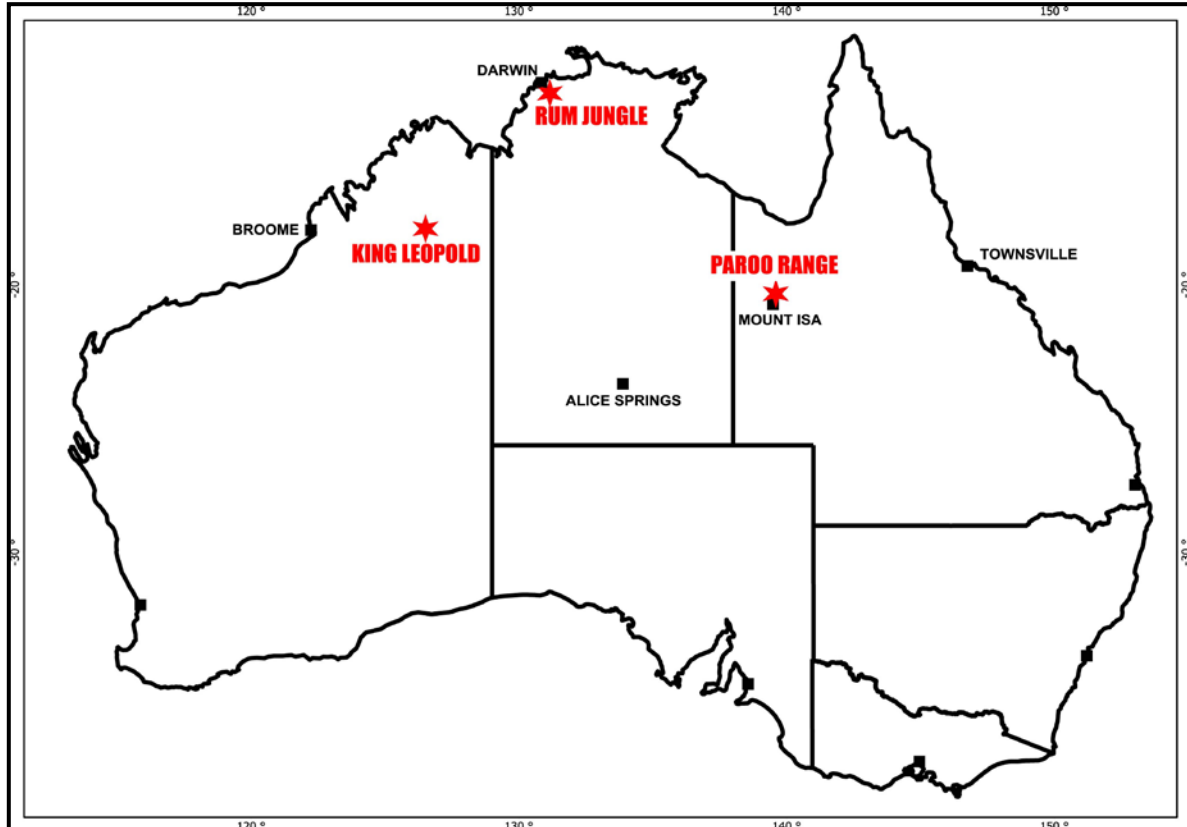 120 °
130 °
140 °
150 °
DARWIN
RUM JUNGLE
BROOME
KING LEOPOLD
TOWNSVILLE
PAROO RANGE
-20 °
-20 °
MOUNT ISA
ALICE SPRINGS
-30 °
-30 °
120 °
130 °
140 °
150 °